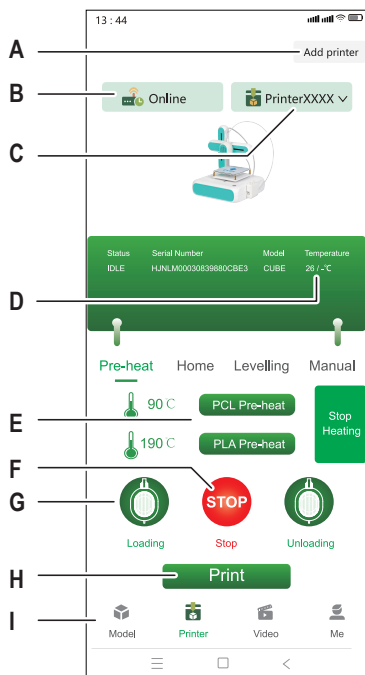 13 : 44
A
Add printer
B
Online
PrinterXXXX
C
Status Serial Number Model Temperature
IDLE HJNLM00030839880CBE3 CUBE 26 / -℃
D
Pre-heat Home Levelling Manual
90 C PCL Pre-heat
E
Stop
Heating
190 C PLA Pre-heat
F
G
STOP
Loading Stop Unloading
H
Print
I
Model Printer Video Me